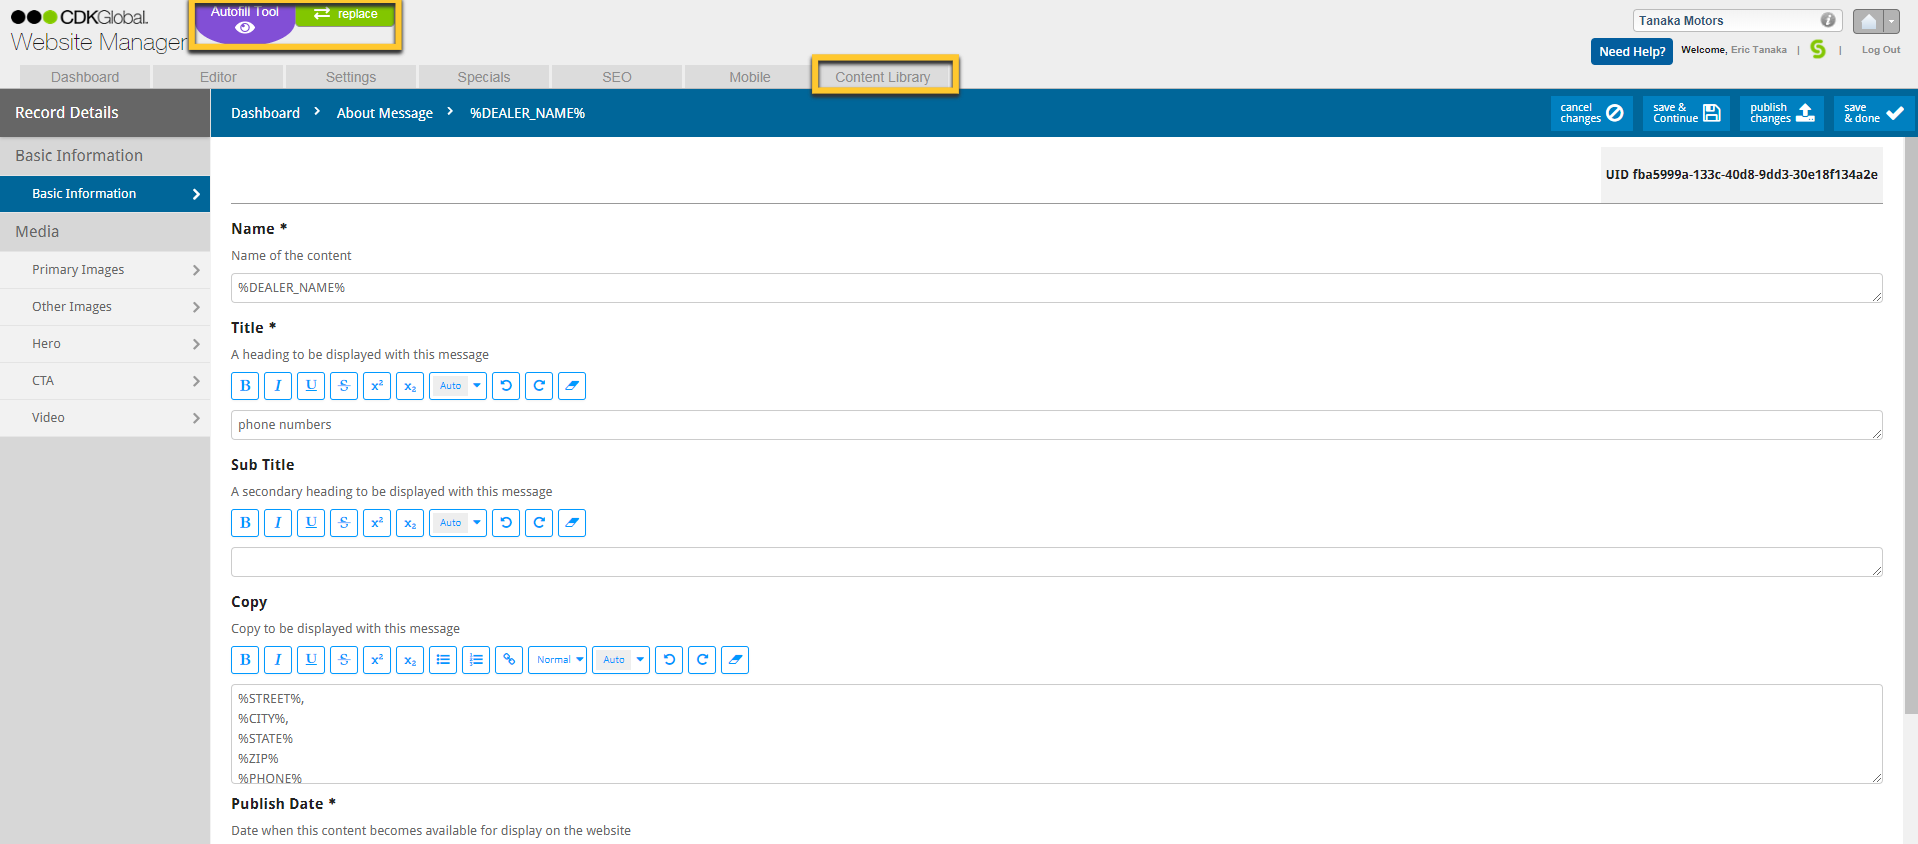 CDKGlobal.
Website Manager
Autofill Tool
replace
Tanaka Motors
Need Help?
Welcome, Eric Tanaka | S | Log Out
Dashboard
Editor
Settings
Specials
SEO
Mobile
Content Library
Record Details
Dashboard > About Message > %DEALER_NAME%
cancel
changes
save &
Continue
publish
changes
save
& done
Basic Information
Basic Information
Media
Primary Images
Other Images
Hero
CTA
Video
UID fba5999a-133c-40d8-9dd3-30e18f134a2e
Name *
Name of the content
%DEALER_NAME%
Title *
A heading to be displayed with this message
B I U S x² x₂ Auto
phone numbers
Sub Title
A secondary heading to be displayed with this message
B I U S x² x₂ Auto
Copy
Copy to be displayed with this message
B I U S x² x₂ Normal Auto
%STREET%,
%CITY%,
%STATE%
%ZIP%
%PHONE%
Publish Date *
Date when this content becomes available for display on the website